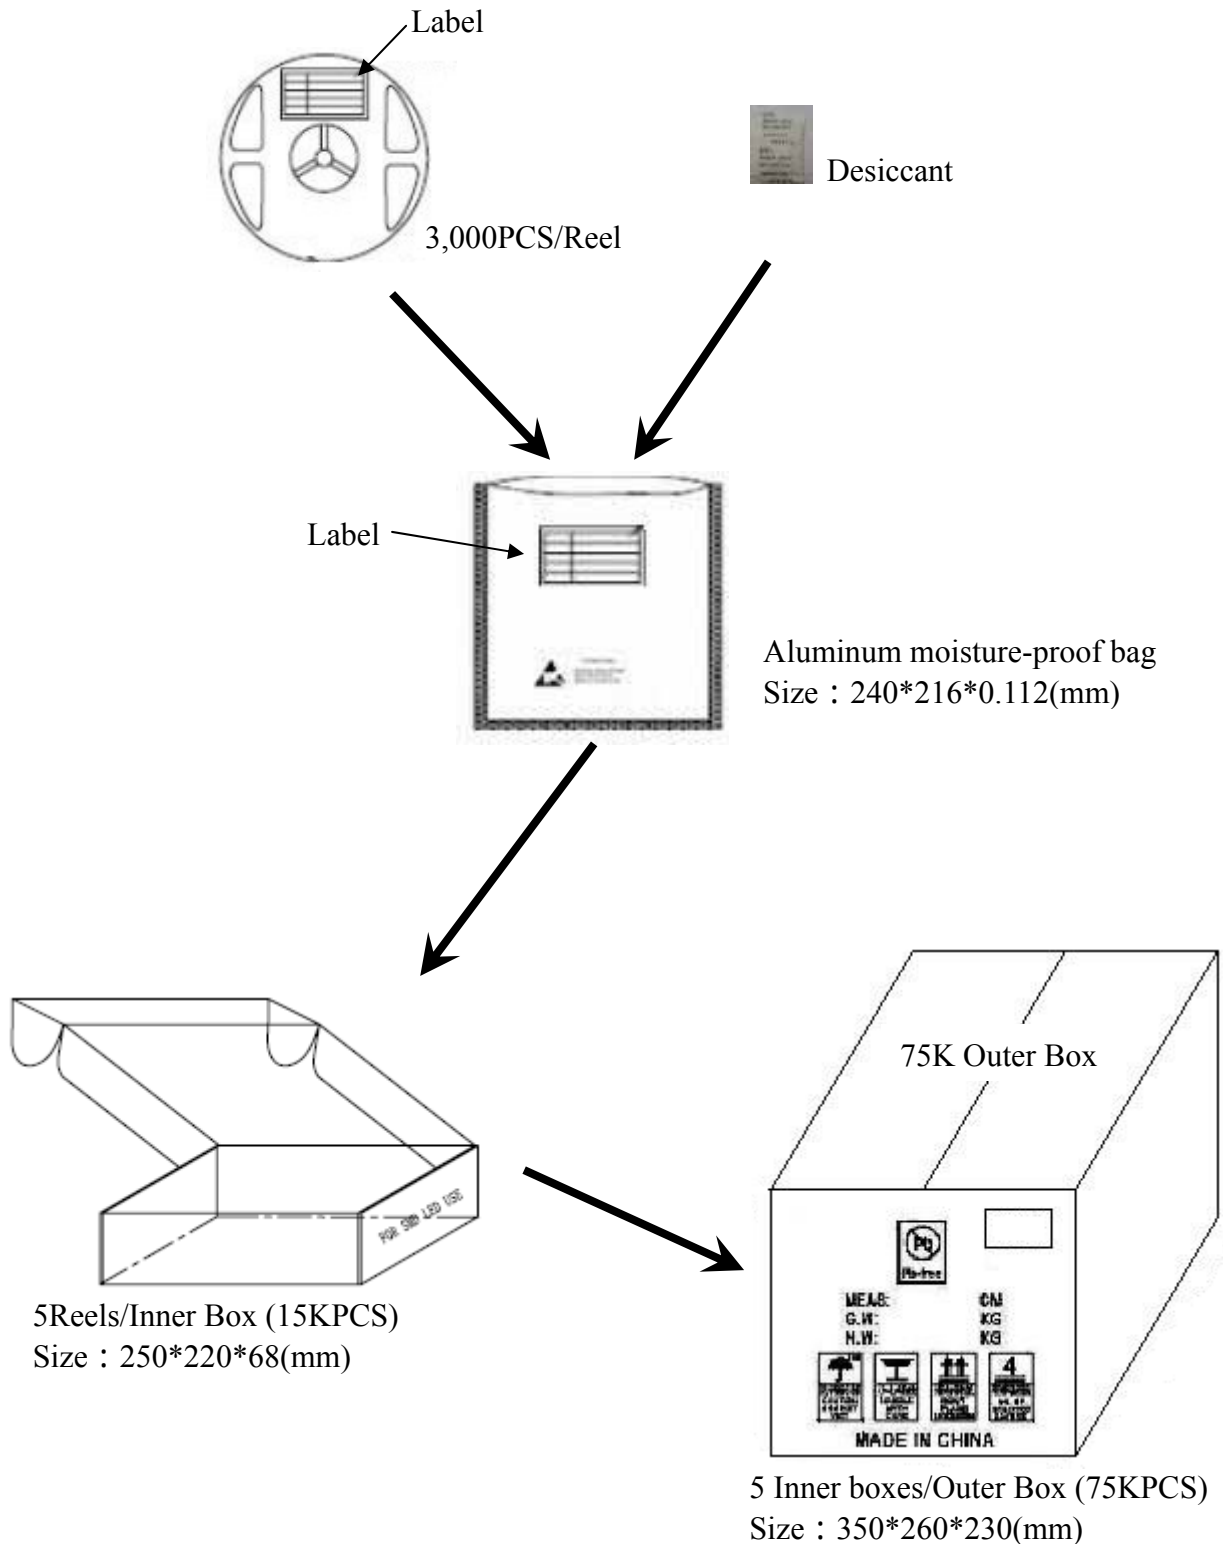 Label
Desiccant
3,000PCS/Reel
Label
Aluminum moisture-proof bag
Size：240*216*0.112(mm)
75K Outer Box
FOR SMD LED USE
5Reels/Inner Box (15KPCS)
Size：250*220*68(mm)
Pb
Pb-free
MEAS: CM
G.W: KG
N.W: KG
4
MADE IN CHINA
5 Inner boxes/Outer Box (75KPCS)
Size：350*260*230(mm)